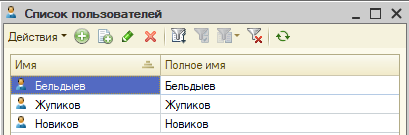 Список пользователей
Действия
Имя Полное имя
Бельдыев Бельдыев
Жупиков Жупиков
Новиков Новиков